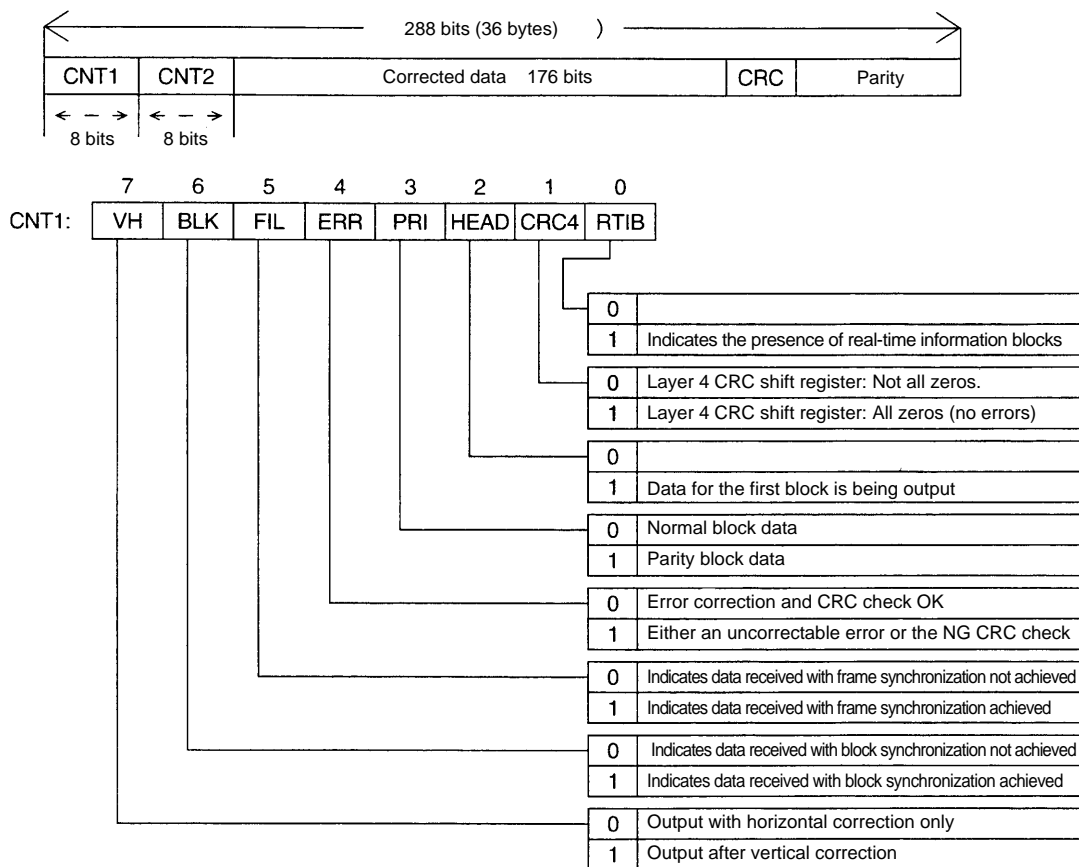 288 bits (36 bytes) )
CNT1 CNT2 Corrected data 176 bits CRC Parity
8 bits 8 bits
7 6 5 4 3 2 1 0
CNT1: VH BLK FIL ERR PRI HEAD CRC4 RTIB
0
1 Indicates the presence of real-time information blocks
0 Layer 4 CRC shift register: Not all zeros.
1 Layer 4 CRC shift register: All zeros (no errors)
0
1 Data for the first block is being output
0 Normal block data
1 Parity block data
0 Error correction and CRC check OK
1 Either an uncorrectable error or the NG CRC check
0 Indicates data received with frame synchronization not achieved
1 Indicates data received with frame synchronization achieved
0 Indicates data received with block synchronization not achieved
1 Indicates data received with block synchronization achieved
0 Output with horizontal correction only
1 Output after vertical correction